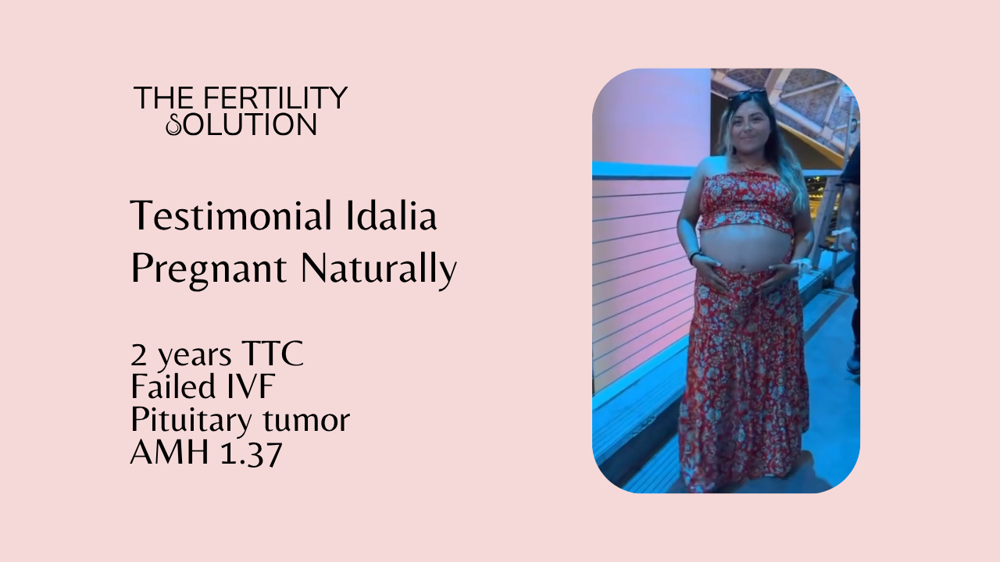 THE FERTILITY
SOLUTION
Testimonial Idalia
Pregnant Naturally
2 years TTC
Failed IVF
Pituitary tumor
AMH 1.37